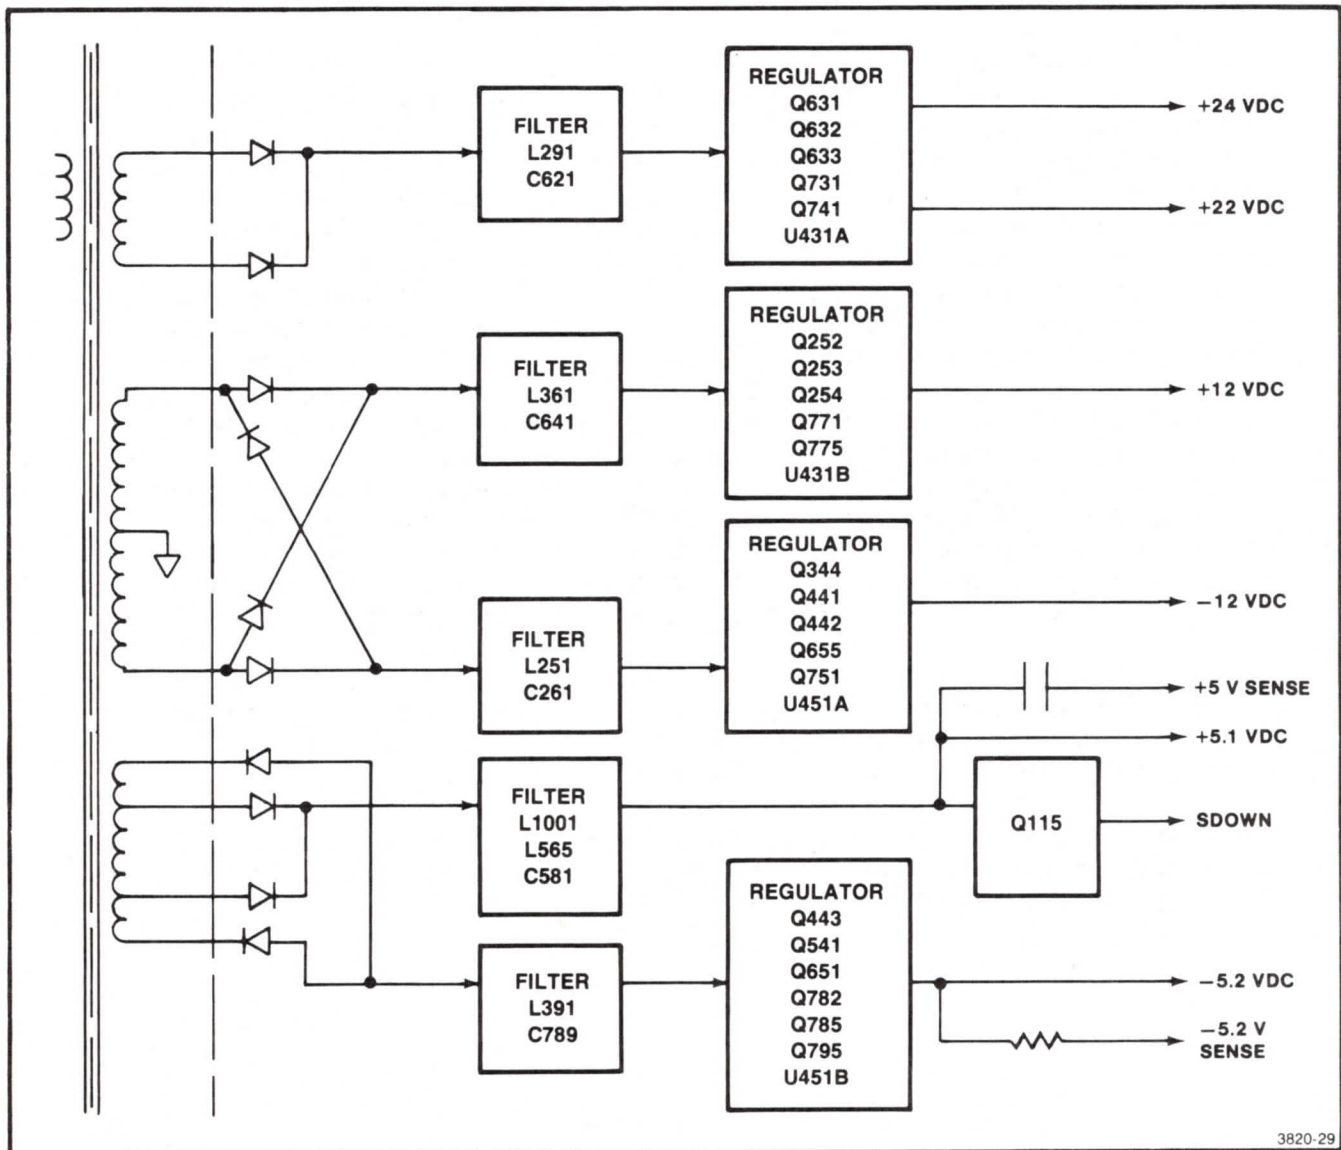 REGULATOR
Q631
Q632
Q633
Q731
Q741
U431A
FILTER
L291
C621
+24 VDC
+22 VDC
REGULATOR
Q252
Q253
Q254
Q771
Q775
U431B
FILTER
L361
C641
+12 VDC
REGULATOR
Q344
Q441
Q442
Q655
Q751
U451A
FILTER
L251
C261
−12 VDC
+5 V SENSE
+5.1 VDC
FILTER
L1001
L565
C581
Q115
SDOWN
REGULATOR
Q443
Q541
Q651
Q782
Q785
Q795
U451B
FILTER
L391
C789
−5.2 VDC
−5.2 V
SENSE
3820-29